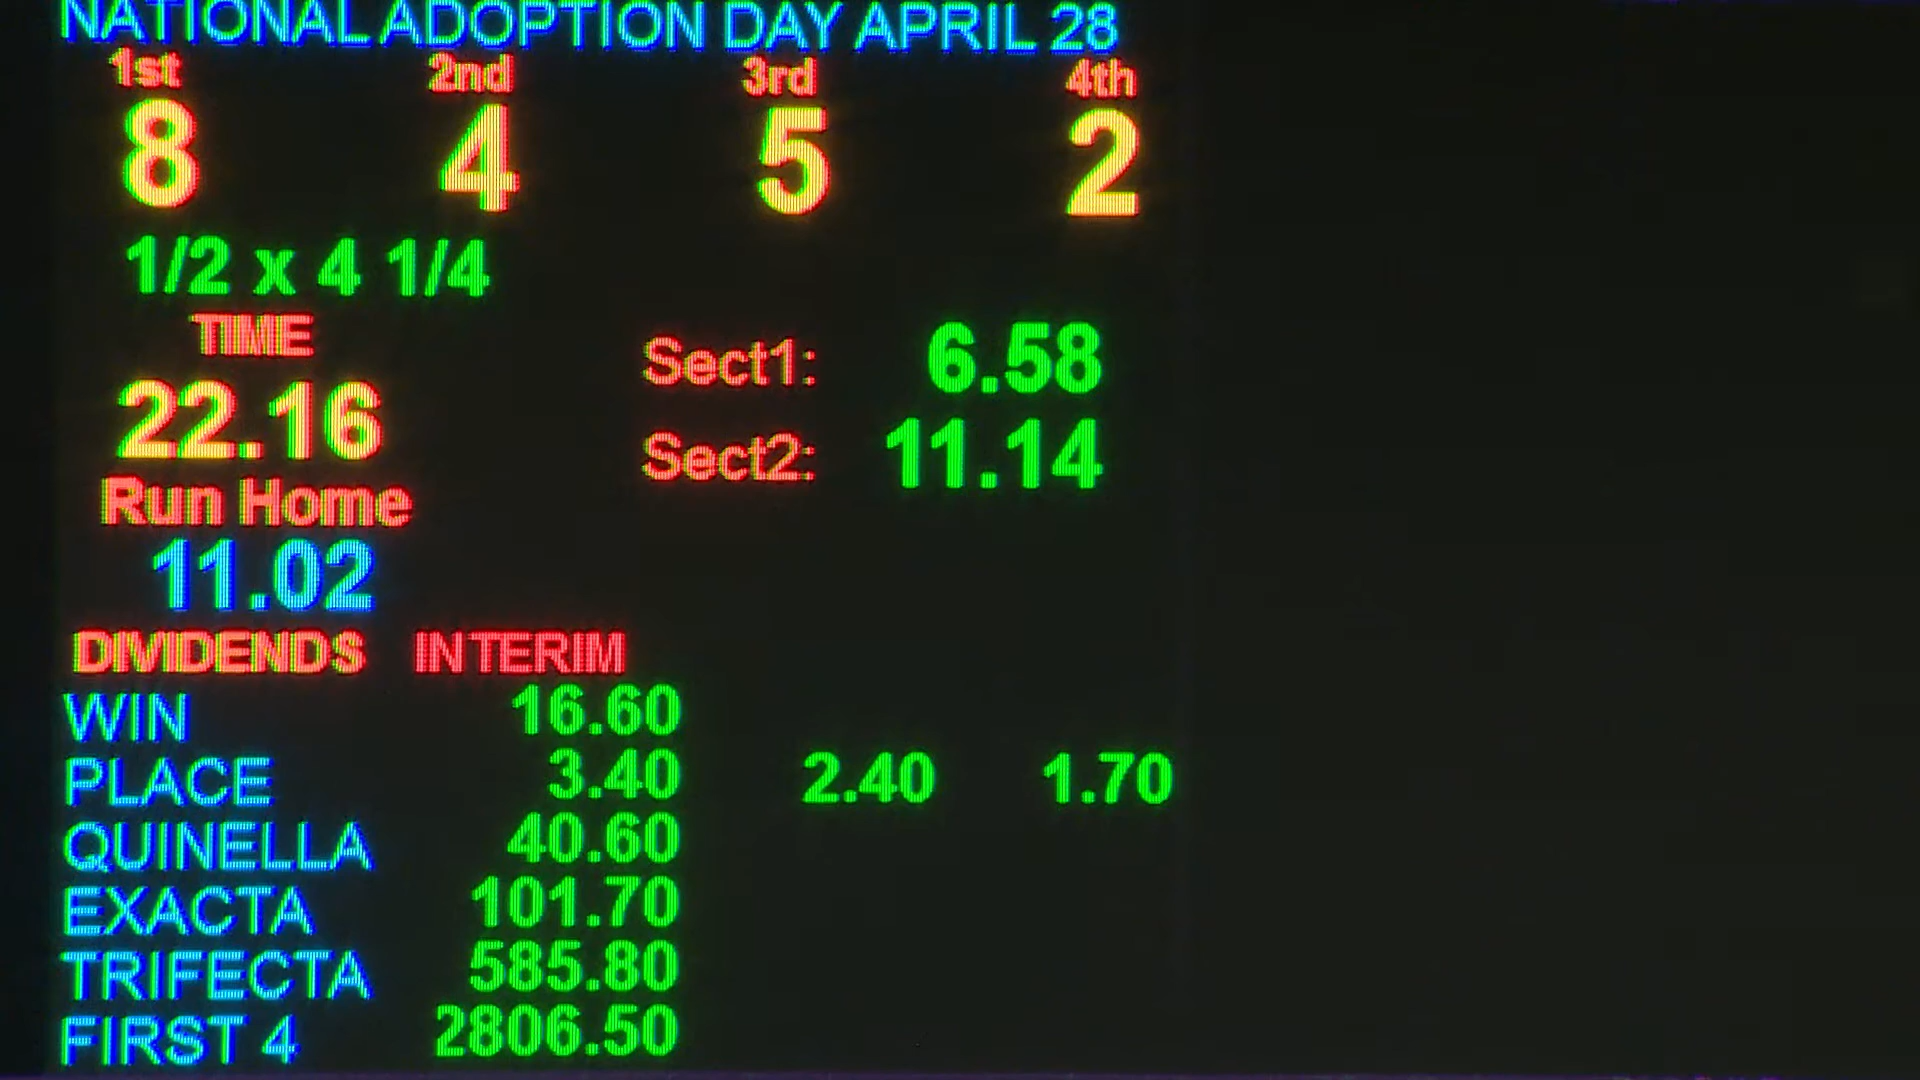 NATIONAL ADOPTION DAY APRIL 28
1st 2nd 3rd 4th
8 4 5 2
1/2 x 4 1/4
TIME
22.16
Sect1: 6.58
Sect2: 11.14
Run Home
11.02
DIVIDENDS INTERIM
WIN 16.60
PLACE 3.40 2.40 1.70
QUINELLA 40.60
EXACTA 101.70
TRIFECTA 585.80
FIRST 4 2806.50